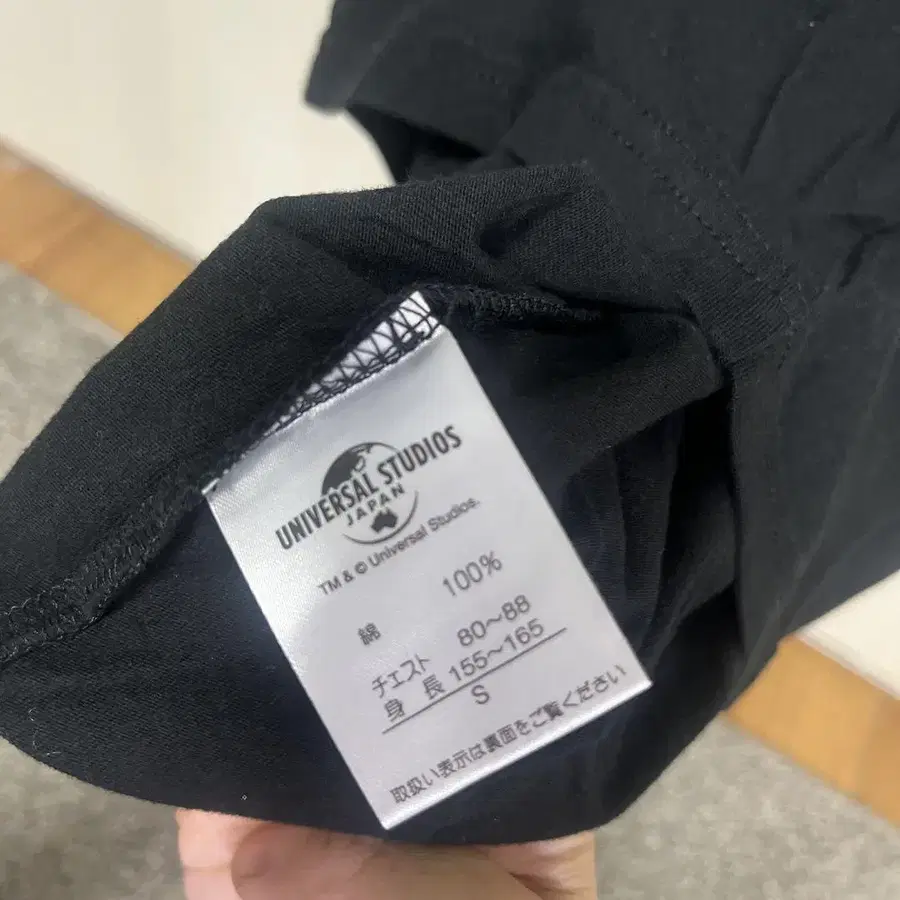 UNIVERSAL STUDIOS
JAPAN
TM & © Universal Studios.
綿 100%
チェスト 80～88
身長 155～165
S
取扱い表示は裏面をご覧ください